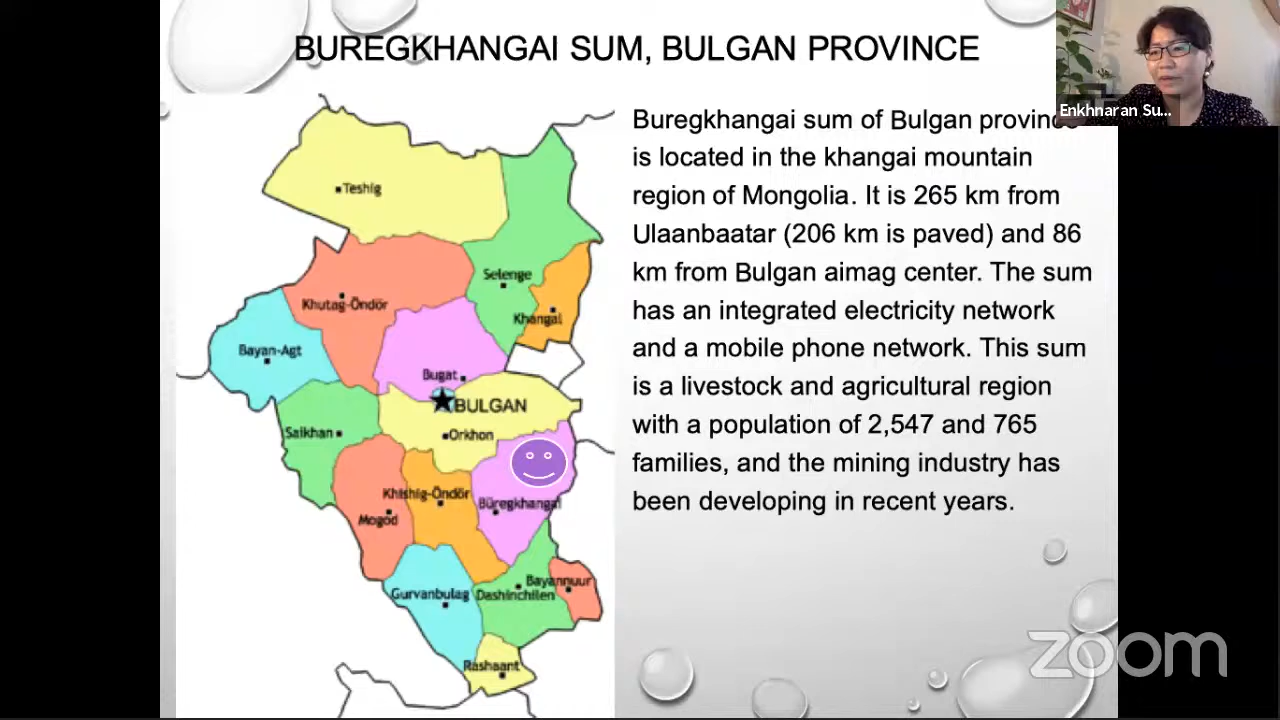 BUREGKHANGAI SUM, BULGAN PROVINCE
Enkhnaran Su...
Buregkhangai sum of Bulgan province
is located in the khangai mountain
region of Mongolia. It is 265 km from
Ulaanbaatar (206 km is paved) and 86
km from Bulgan aimag center. The sum
has an integrated electricity network
and a mobile phone network. This sum
is a livestock and agricultural region
with a population of 2,547 and 765
families, and the mining industry has
been developing in recent years.
Teshig
Selenge
Khutag-Öndör
Khangal
Bayan-Agt
Bugat
BULGAN
Saikhan
Orkhon
Khishig-Öndör
Büregkhangai
Mogod
Bayannuur
Gurvanbulag
Dashinchilen
Rashaant
zoom